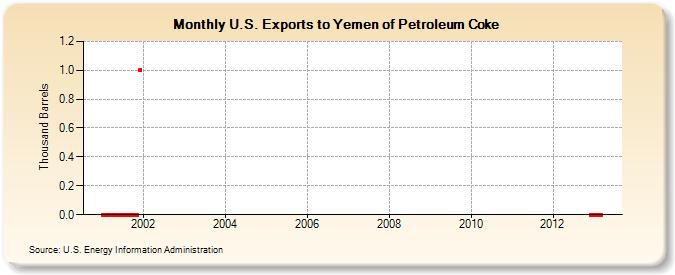 Monthly U.S. Exports to Yemen of Petroleum Coke
Thousand Barrels
1.2
1.0
0.8
0.6
0.4
0.2
0.0
2002 2004 2006 2008 2010 2012
Source: U.S. Energy Information Administration